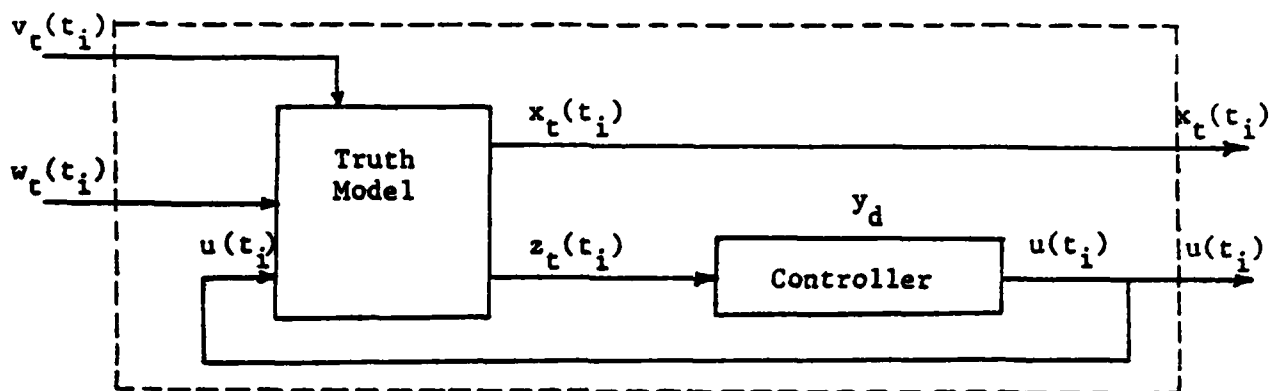 v_t(t_i)
x_t(t_i)
x_t(t_i)
Truth
Model
w_t(t_i)
y_d
u(t_i)
z_t(t_i)
u(t_i)
u(t_i)
Controller